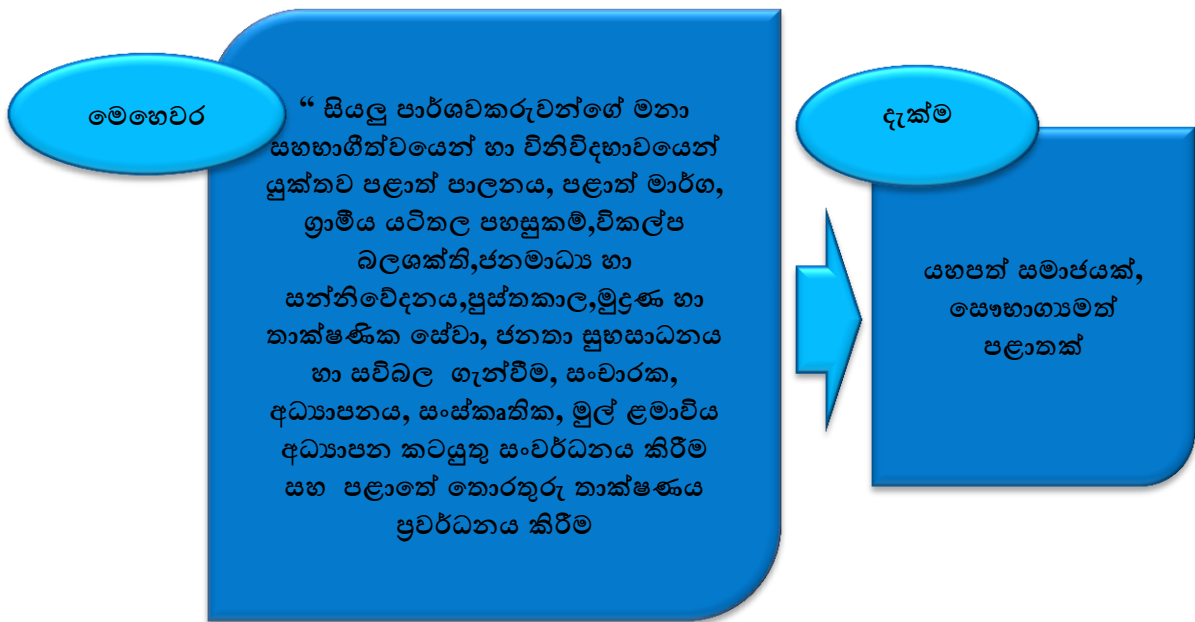 මෙහෙවර
“ සියලු පාර්ශවකරුවන්ගේ මනා
සහභාගීත්වයෙන් හා විනිවිදභාවයෙන්
යුක්තව පළාත් පාලනය, පළාත් මාර්ග,
ග්‍රාමීය යටිතල පහසුකම්,විකල්ප
බලශක්ති,ජනමාධ්‍ය හා
සන්නිවේදනය,පුස්තකාල,මුද්‍රණ හා
තාක්ෂණික සේවා, ජනතා සුභසාධනය
හා සවිබල  ගැන්වීම, සංචාරක,
අධ්‍යාපනය, සංස්කෘතික, මුල් ළමාවිය
අධ්‍යාපන කටයුතු සංවර්ධනය කිරීම
සහ  පළාතේ තොරතුරු තාක්ෂණය
ප්‍රවර්ධනය කිරීම
දැක්ම
යහපත් සමාජයක්,
සෞභාග්‍යමත්
පළාතක්